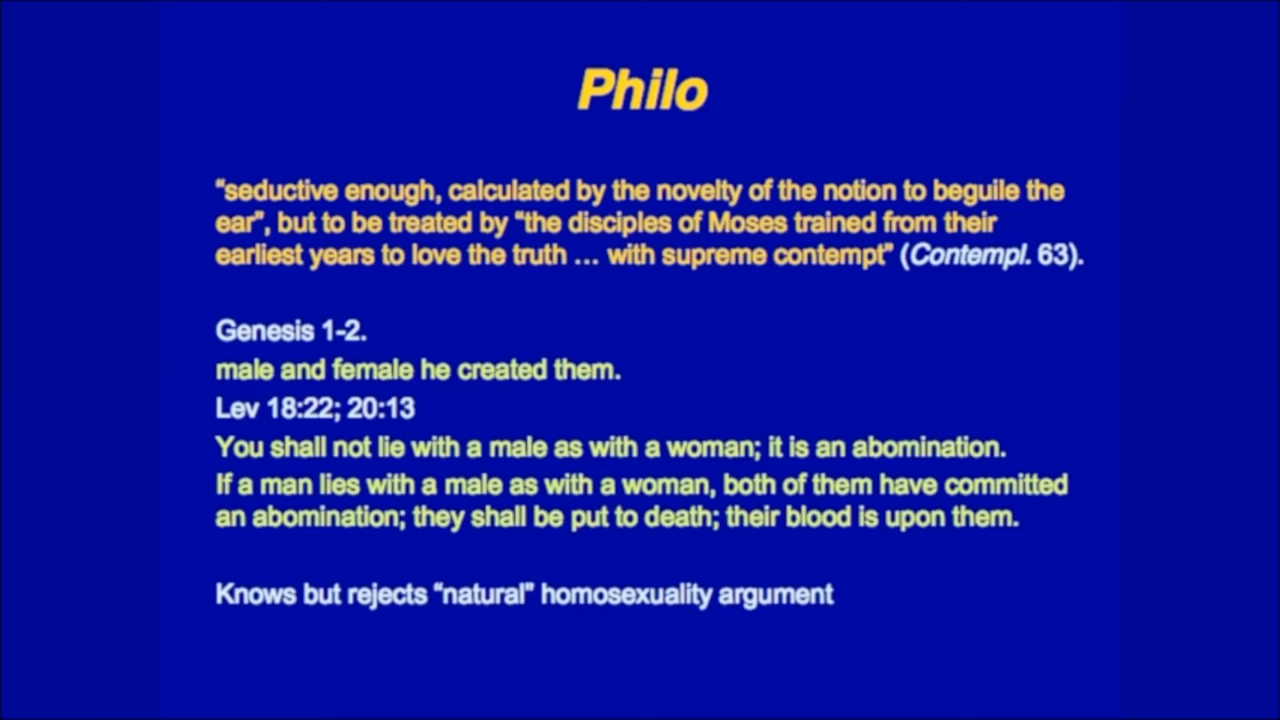 Philo
“seductive enough, calculated by the novelty of the notion to beguile the
ear”, but to be treated by “the disciples of Moses trained from their
earliest years to love the truth … with supreme contempt” (Contempl. 63).
Genesis 1-2.
male and female he created them.
Lev 18:22; 20:13
You shall not lie with a male as with a woman; it is an abomination.
If a man lies with a male as with a woman, both of them have committed
an abomination; they shall be put to death; their blood is upon them.
Knows but rejects “natural” homosexuality argument